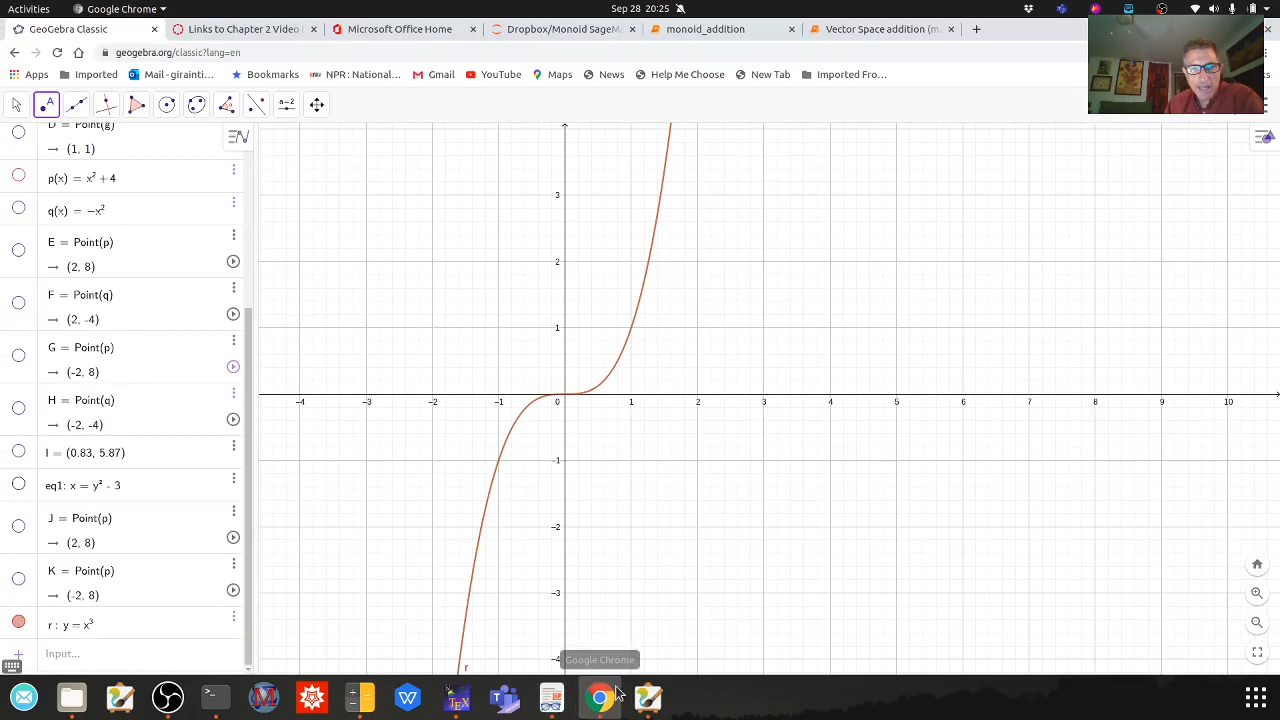 Activities
Google Chrome
Sep 28 20:25
GeoGebra Classic
Links to Chapter 2 Video
Microsoft Office Home
Dropbox/Monoid SageMa
monoid_addition
Vector Space addition (ma
geogebra.org/classic?lang=en
Apps
Imported
Mail - giraintri...
Bookmarks
NPR : National...
Gmail
YouTube
Maps
News
Help Me Choose
New Tab
Imported Fro...
A
a=2
D = Point(g)
→ (1, 1)
p(x) = x² + 4
q(x) = −x²
E = Point(p)
→ (2, 8)
F = Point(q)
→ (2, -4)
G = Point(p)
→ (-2, 8)
H = Point(q)
→ (-2, -4)
I = (0.83, 5.87)
eq1: x = y² - 3
J = Point(p)
→ (2, 8)
K = Point(p)
→ (-2, 8)
r : y = x³
Input...
3
2
1
−4 −3 −2 −1 0 1 2 3 4 5 6 7 8 9 10
−1
−2
−3
−4
r
Google Chrome
TEX